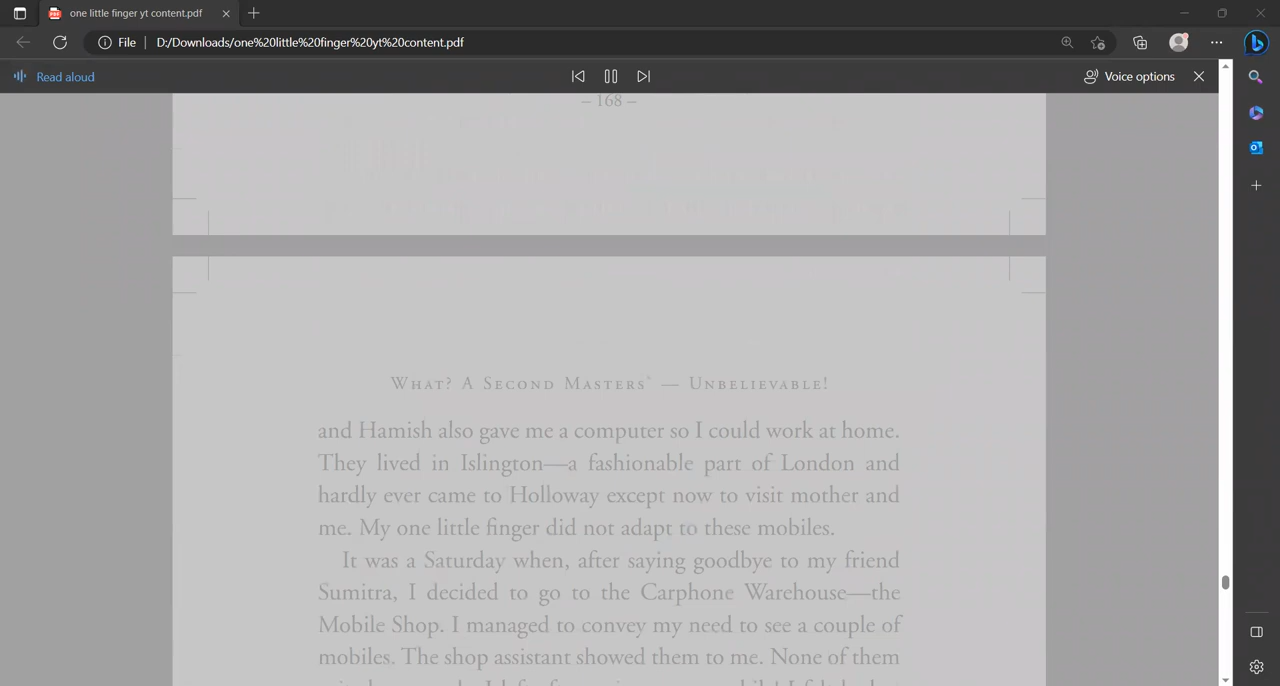 one little finger yt content.pdf
File
D:/Downloads/one%20little%20finger%20yt%20content.pdf
Read aloud
Voice options
– 168 –
What? A Second Masters` — Unbelievable!
and Hamish also gave me a computer so I could work at home.
They lived in Islington—a fashionable part of London and
hardly ever came to Holloway except now to visit mother and
me. My one little finger did not adapt to these mobiles.
It was a Saturday when, after saying goodbye to my friend
Sumitra, I decided to go to the Carphone Warehouse—the
Mobile Shop. I managed to convey my need to see a couple of
mobiles. The shop assistant showed them to me. None of them